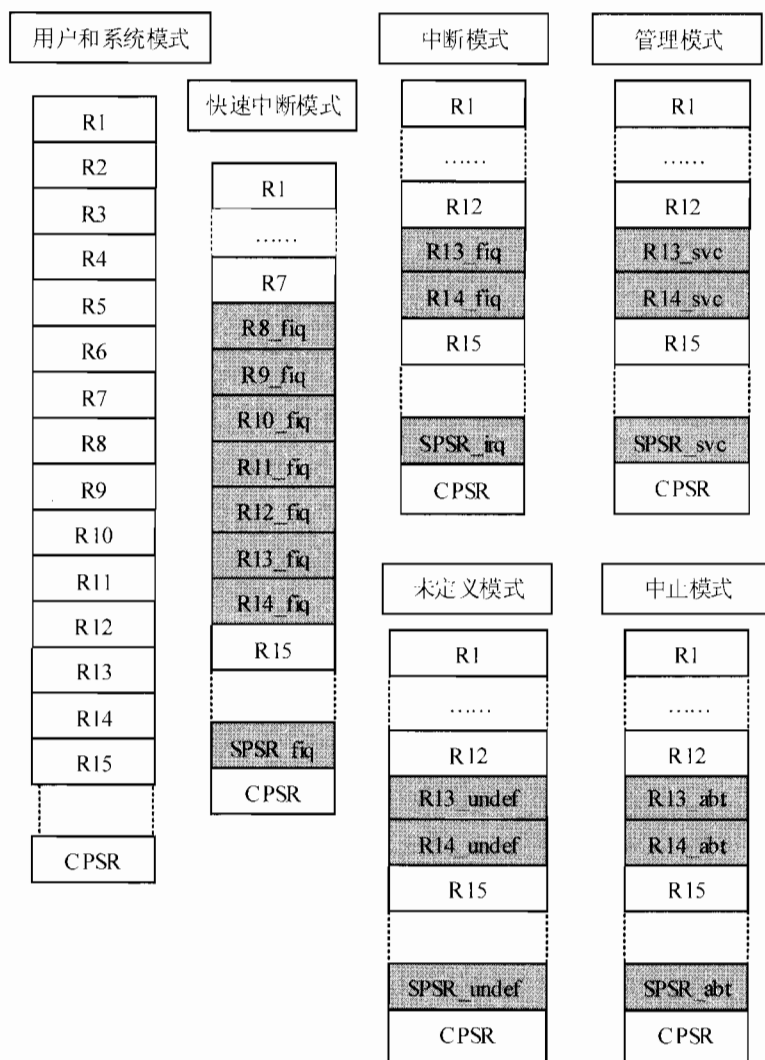 用户和系统模式
R1
R2
R3
R4
R5
R6
R7
R8
R9
R10
R11
R12
R13
R14
R15
CPSR
快速中断模式
R1
……
R7
R8_fiq
R9_fiq
R10_fiq
R11_fiq
R12_fiq
R13_fiq
R14_fiq
R15
SPSR_fiq
CPSR
中断模式
R1
……
R12
R13_fiq
R14_fiq
R15
SPSR_irq
CPSR
管理模式
R1
……
R12
R13_svc
R14_svc
R15
SPSR_svc
CPSR
未定义模式
R1
……
R12
R13_undef
R14_undef
R15
SPSR_undef
CPSR
中止模式
R1
……
R12
R13_abt
R14_abt
R15
SPSR_abt
CPSR